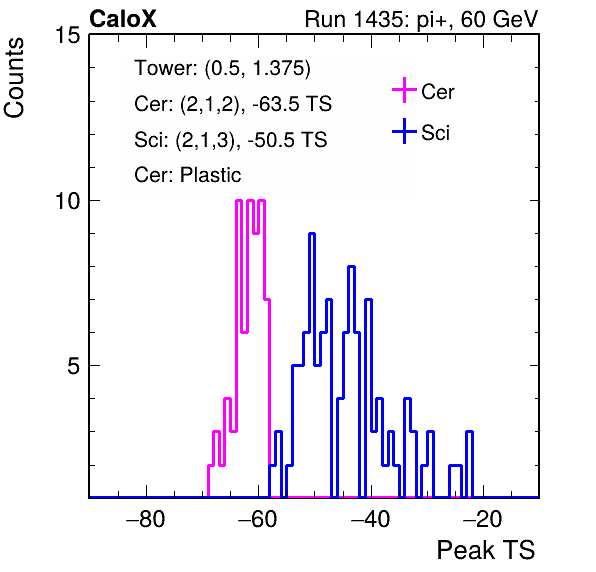 CaloX Run 1435: pi+, 60 GeV
15
Counts
Tower: (0.5, 1.375)
Cer: (2,1,2), -63.5 TS
Sci: (2,1,3), -50.5 TS
Cer: Plastic
Cer
Sci
10
5
−80 −60 −40 −20
Peak TS